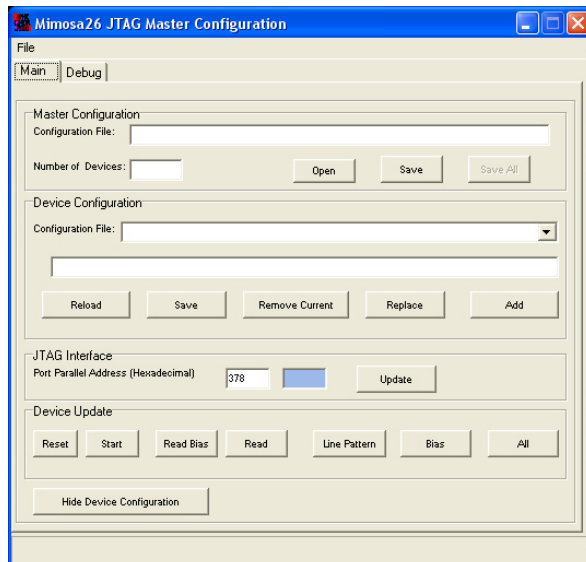 Mimosa26 JTAG Master Configuration
File
Main Debug
Master Configuration
Configuration File:
Number of Devices:
Open Save Save All
Device Configuration
Configuration File:
Reload Save Remove Current Replace Add
JTAG Interface
Port Parallel Address (Hexadecimal) 378 Update
Device Update
Reset Start Read Bias Read Line Pattern Bias All
Hide Device Configuration